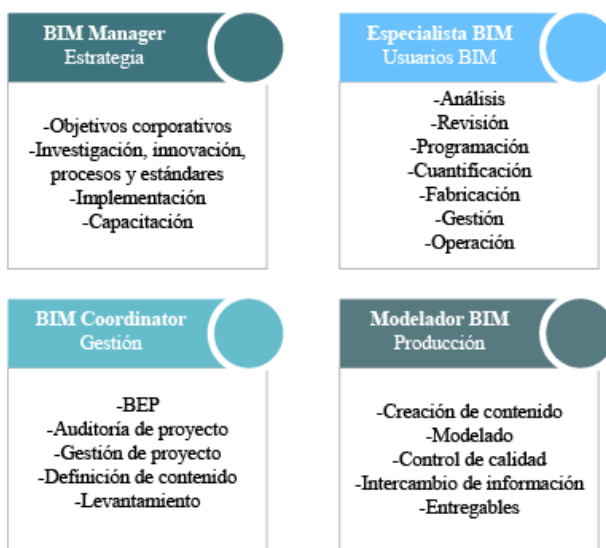 BIM Manager
Estrategia
-Objetivos corporativos
-Investigación, innovación,
procesos y estándares
-Implementación
-Capacitación
Especialista BIM
Usuarios BIM
-Análisis
-Revisión
-Programación
-Cuantificación
-Fabricación
-Gestión
-Operación
BIM Coordinator
Gestión
-BEP
-Auditoría de proyecto
-Gestión de proyecto
-Definición de contenido
-Levantamiento
Modelador BIM
Producción
-Creación de contenido
-Modelado
-Control de calidad
-Intercambio de información
-Entregables